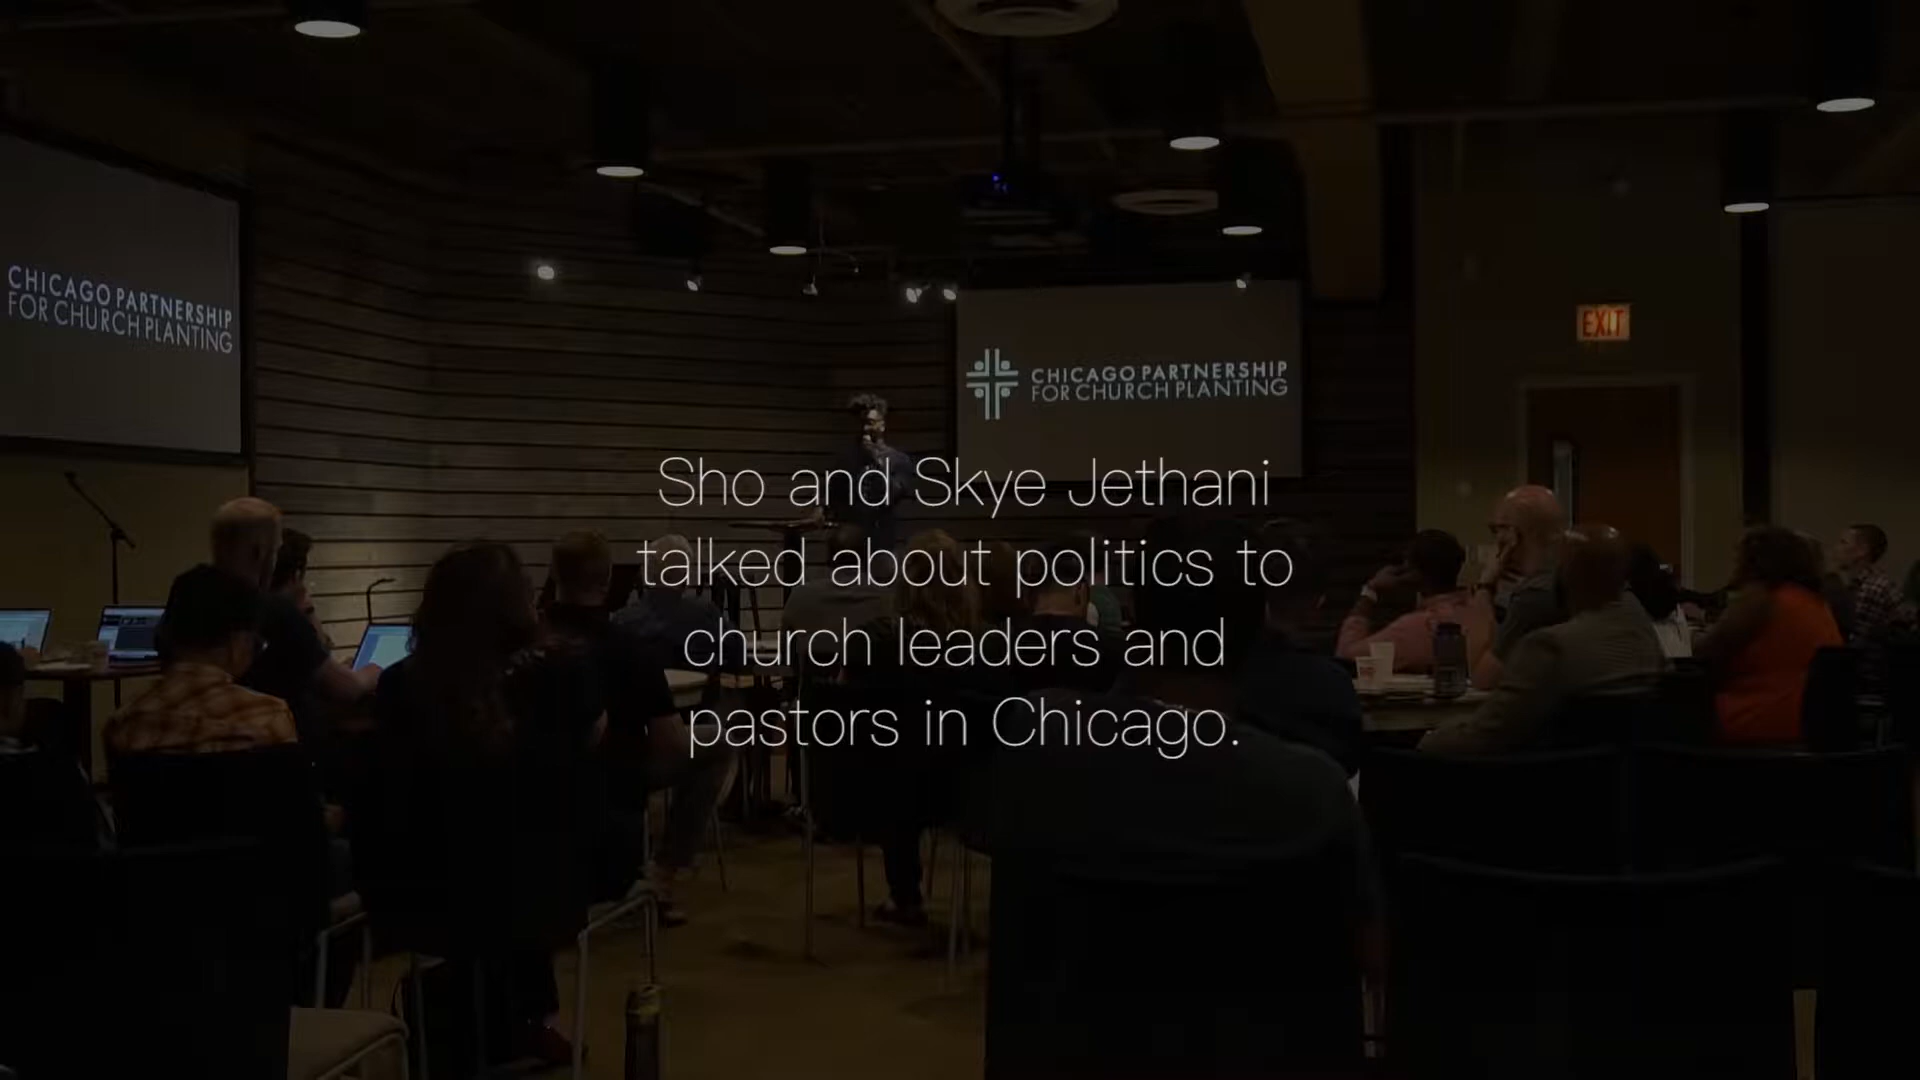 CHICAGO PARTNERSHIP
FOR CHURCH PLANTING
CHICAGO PARTNERSHIP
FOR CHURCH PLANTING
EXIT
Sho and Skye Jethani
talked about politics to
church leaders and
pastors in Chicago.